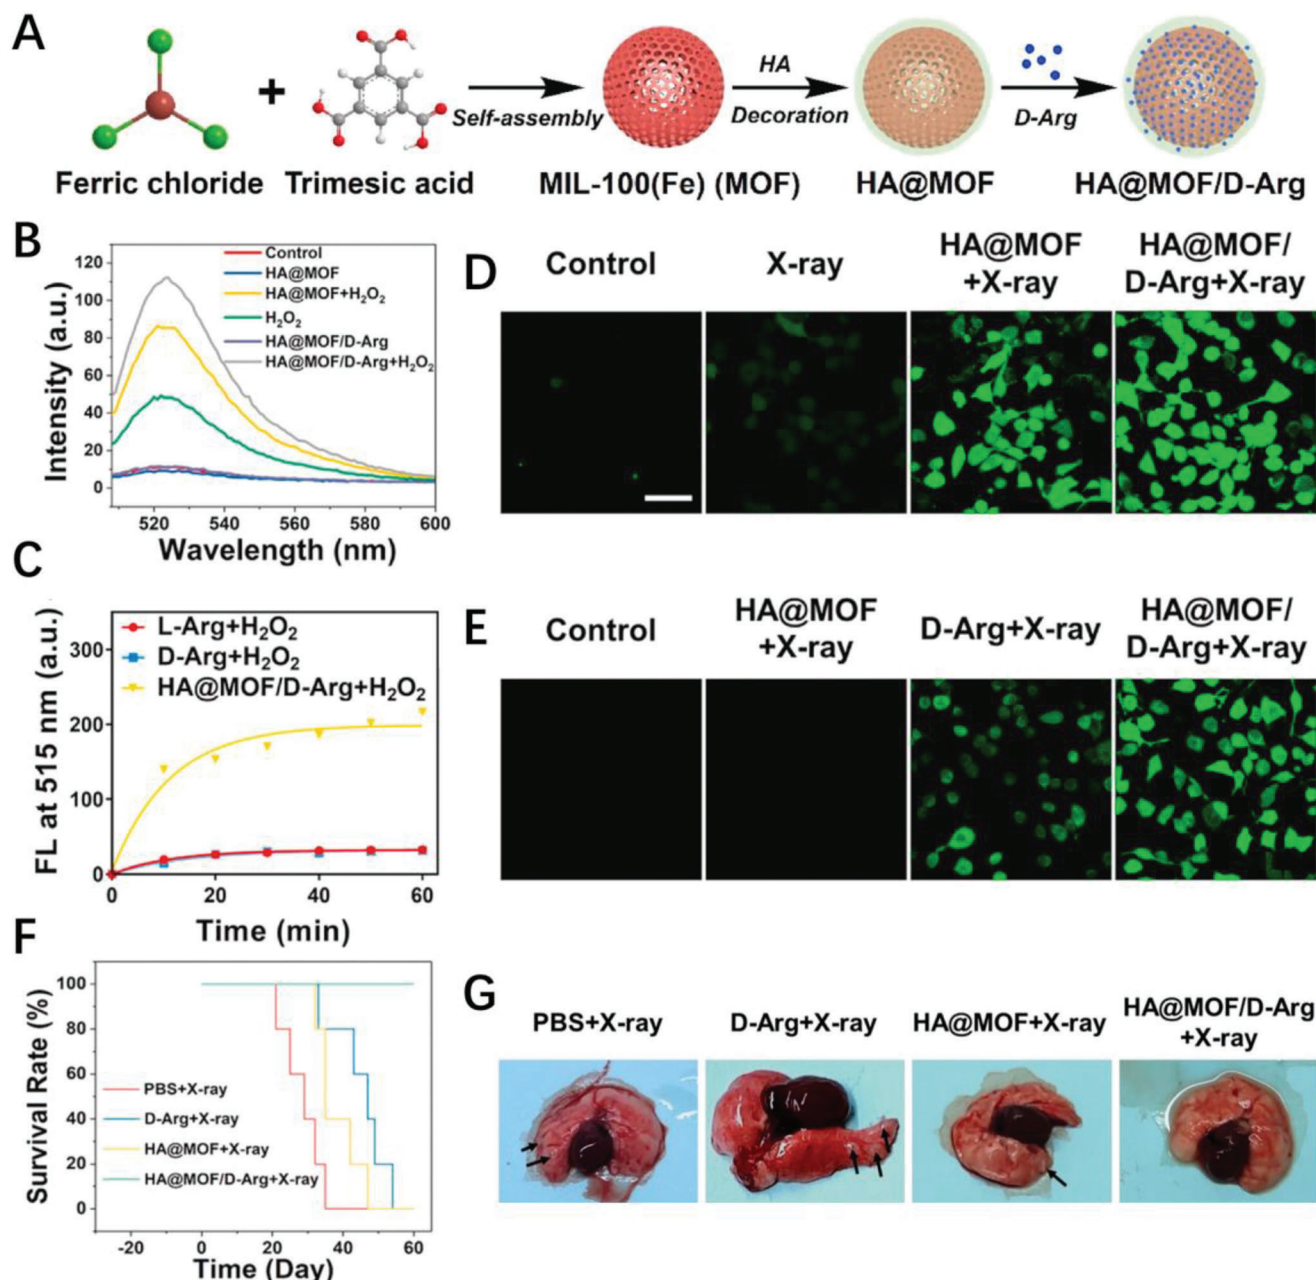 A
+
Self-assembly
HA
Decoration
D-Arg
Ferric chloride
Trimesic acid
MIL-100(Fe) (MOF)
HA@MOF
HA@MOF/D-Arg
B
Intensity (a.u.)
120
100
80
60
40
20
0
Control
HA@MOF
HA@MOF+H₂O₂
H₂O₂
HA@MOF/D-Arg
HA@MOF/D-Arg+H₂O₂
520
540
560
580
600
Wavelength (nm)
C
FL at 515 nm (a.u.)
300
200
100
0
L-Arg+H₂O₂
D-Arg+H₂O₂
HA@MOF/D-Arg+H₂O₂
0
20
40
60
Time (min)
D
Control
X-ray
HA@MOF
+X-ray
HA@MOF/
D-Arg+X-ray
E
Control
HA@MOF
+X-ray
D-Arg+X-ray
HA@MOF/
D-Arg+X-ray
F
Survival Rate (%)
100
80
60
40
20
0
PBS+X-ray
D-Arg+X-ray
HA@MOF+X-ray
HA@MOF/D-Arg+X-ray
-20
0
20
40
60
Time (Day)
G
PBS+X-ray
D-Arg+X-ray
HA@MOF+X-ray
HA@MOF/D-Arg
+X-ray